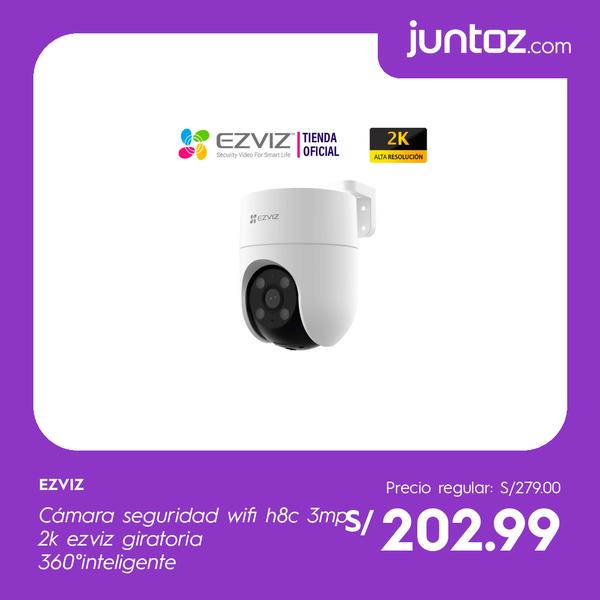 juntoz.com
EZVIZ™
Security Video For Smart Life
TIENDA
OFICIAL
2K
ALTA RESOLUCIÓN
EZVIZ
EZVIZ
Cámara seguridad wifi h8c 3mp
2k ezviz giratoria
360°inteligente
Precio regular: S/279.00
S/ 202.99